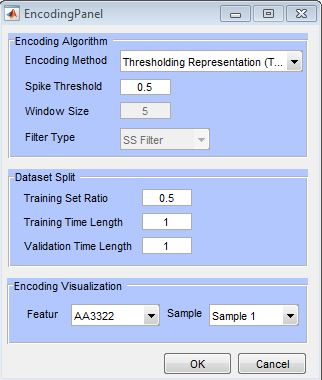 EncodingPanel
Encoding Algorithm
Encoding Method Thresholding Representation (T...
Spike Threshold 0.5
Window Size 5
Filter Type SS Filter
Dataset Split
Training Set Ratio 0.5
Training Time Length 1
Validation Time Length 1
Encoding Visualization
Featur AA3322 Sample Sample 1
OK Cancel